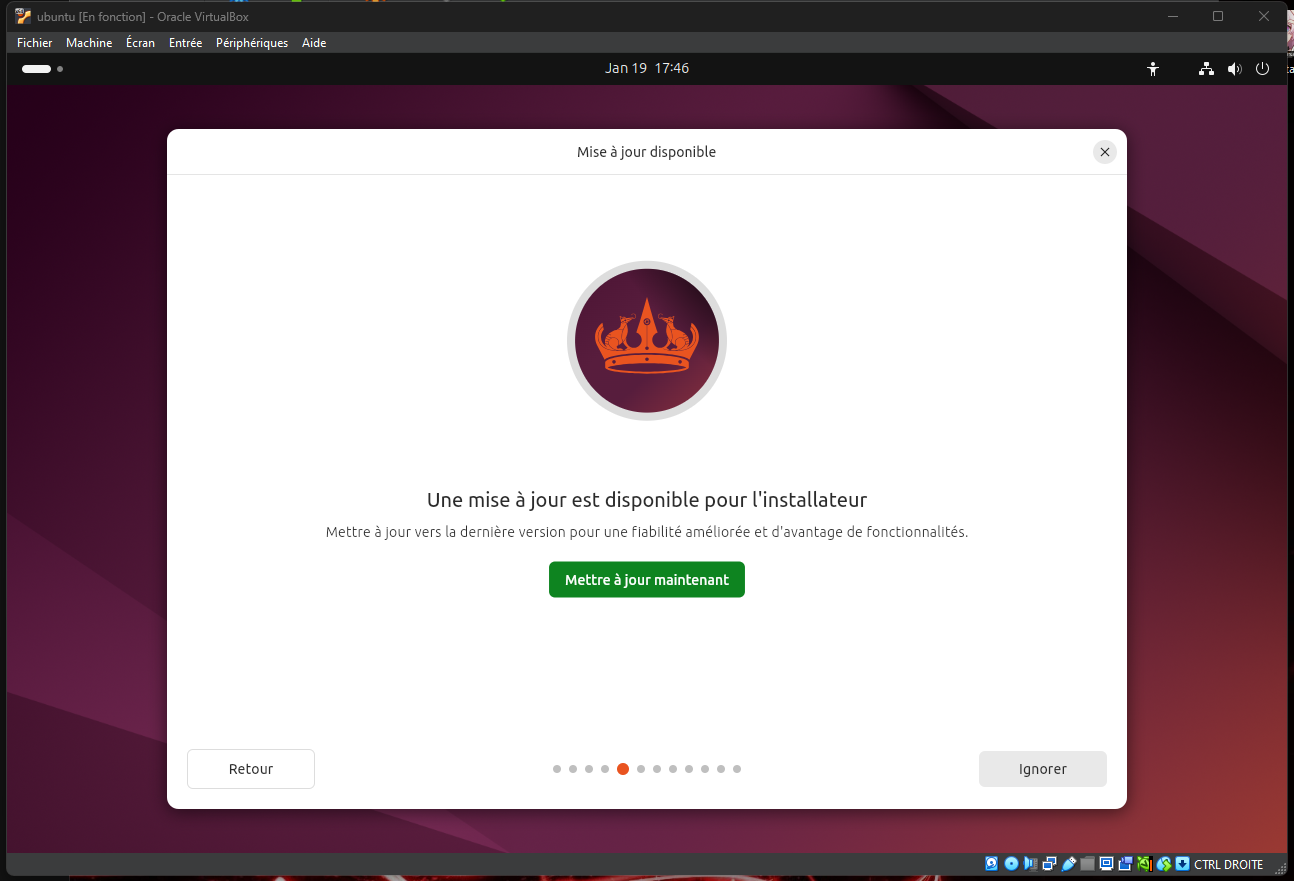 ubuntu [En fonction] - Oracle VirtualBox
Fichier Machine Écran Entrée Périphériques Aide
Jan 19 17:46
Mise à jour disponible
Une mise à jour est disponible pour l'installateur
Mettre à jour vers la dernière version pour une fiabilité améliorée et d'avantage de fonctionnalités.
Mettre à jour maintenant
Retour
Ignorer
CTRL DROITE